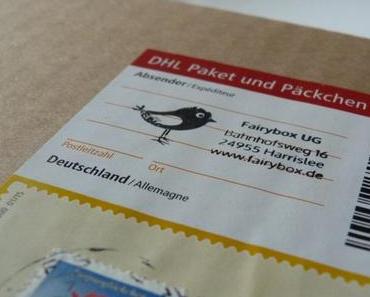 DHL Paket und Päckchen
Absender / Expéditeur
Fairybox UG
Bahnhofsweg 16
24955 Harrislee
www.fairybox.de
Postleitzahl Ort
Deutschland / Allemagne